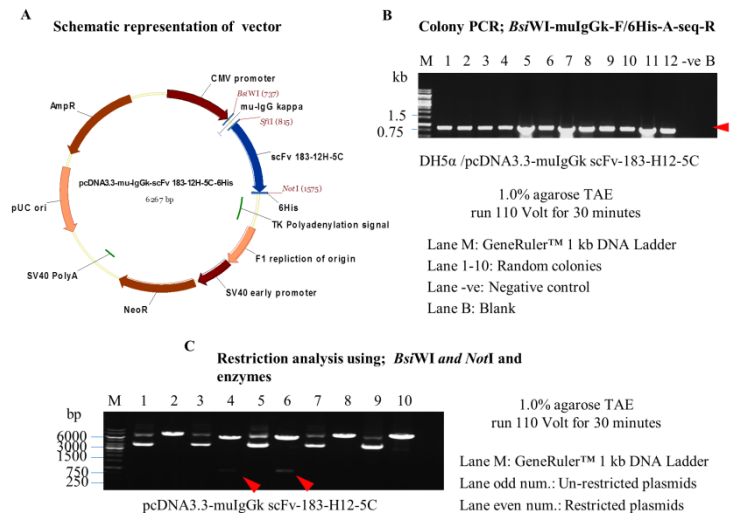 A
Schematic representation of vector
CMV promoter
BsiWI (737)
mu-IgG kappa
SfiI (815)
AmpR
scFv 183-12H-5C
pcDNA3.3-mu-IgGk-scFv 183-12H-5C-6His
6267 bp
NotI (1575)
pUC ori
6His
TK Polyadenylation signal
F1 repliction of origin
SV40 PolyA
SV40 early promoter
NeoR
B
Colony PCR; BsiWI-muIgGk-F/6His-A-seq-R
M 1 2 3 4 5 6 7 8 9 10 11 12 -ve B
kb
1.5
0.75
DH5α /pcDNA3.3-muIgGk scFv-183-H12-5C
1.0% agarose TAE
run 110 Volt for 30 minutes
Lane M: GeneRuler™ 1 kb DNA Ladder
Lane 1-10: Random colonies
Lane -ve: Negative control
Lane B: Blank
C
Restriction analysis using; BsiWI and NotI and
enzymes
M 1 2 3 4 5 6 7 8 9 10
bp
6000
3000
1500
750
250
pcDNA3.3-muIgGk scFv-183-H12-5C
1.0% agarose TAE
run 110 Volt for 30 minutes
Lane M: GeneRuler™ 1 kb DNA Ladder
Lane odd num.: Un-restricted plasmids
Lane even num.: Restricted plasmids